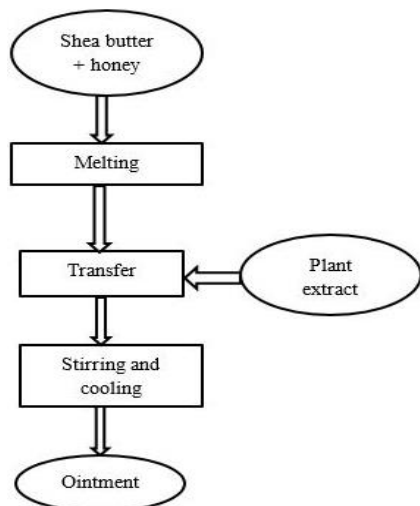 Shea butter
+ honey
Melting
Transfer
Plant
extract
Stirring and
cooling
Ointment